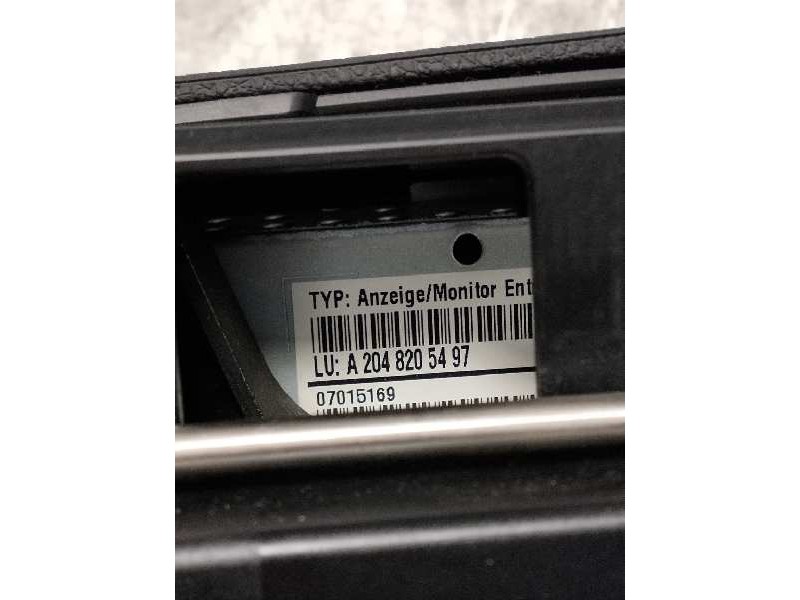 TYP: Anzeige/Monitor Ent
LU: A 204 820 54 97
07015169